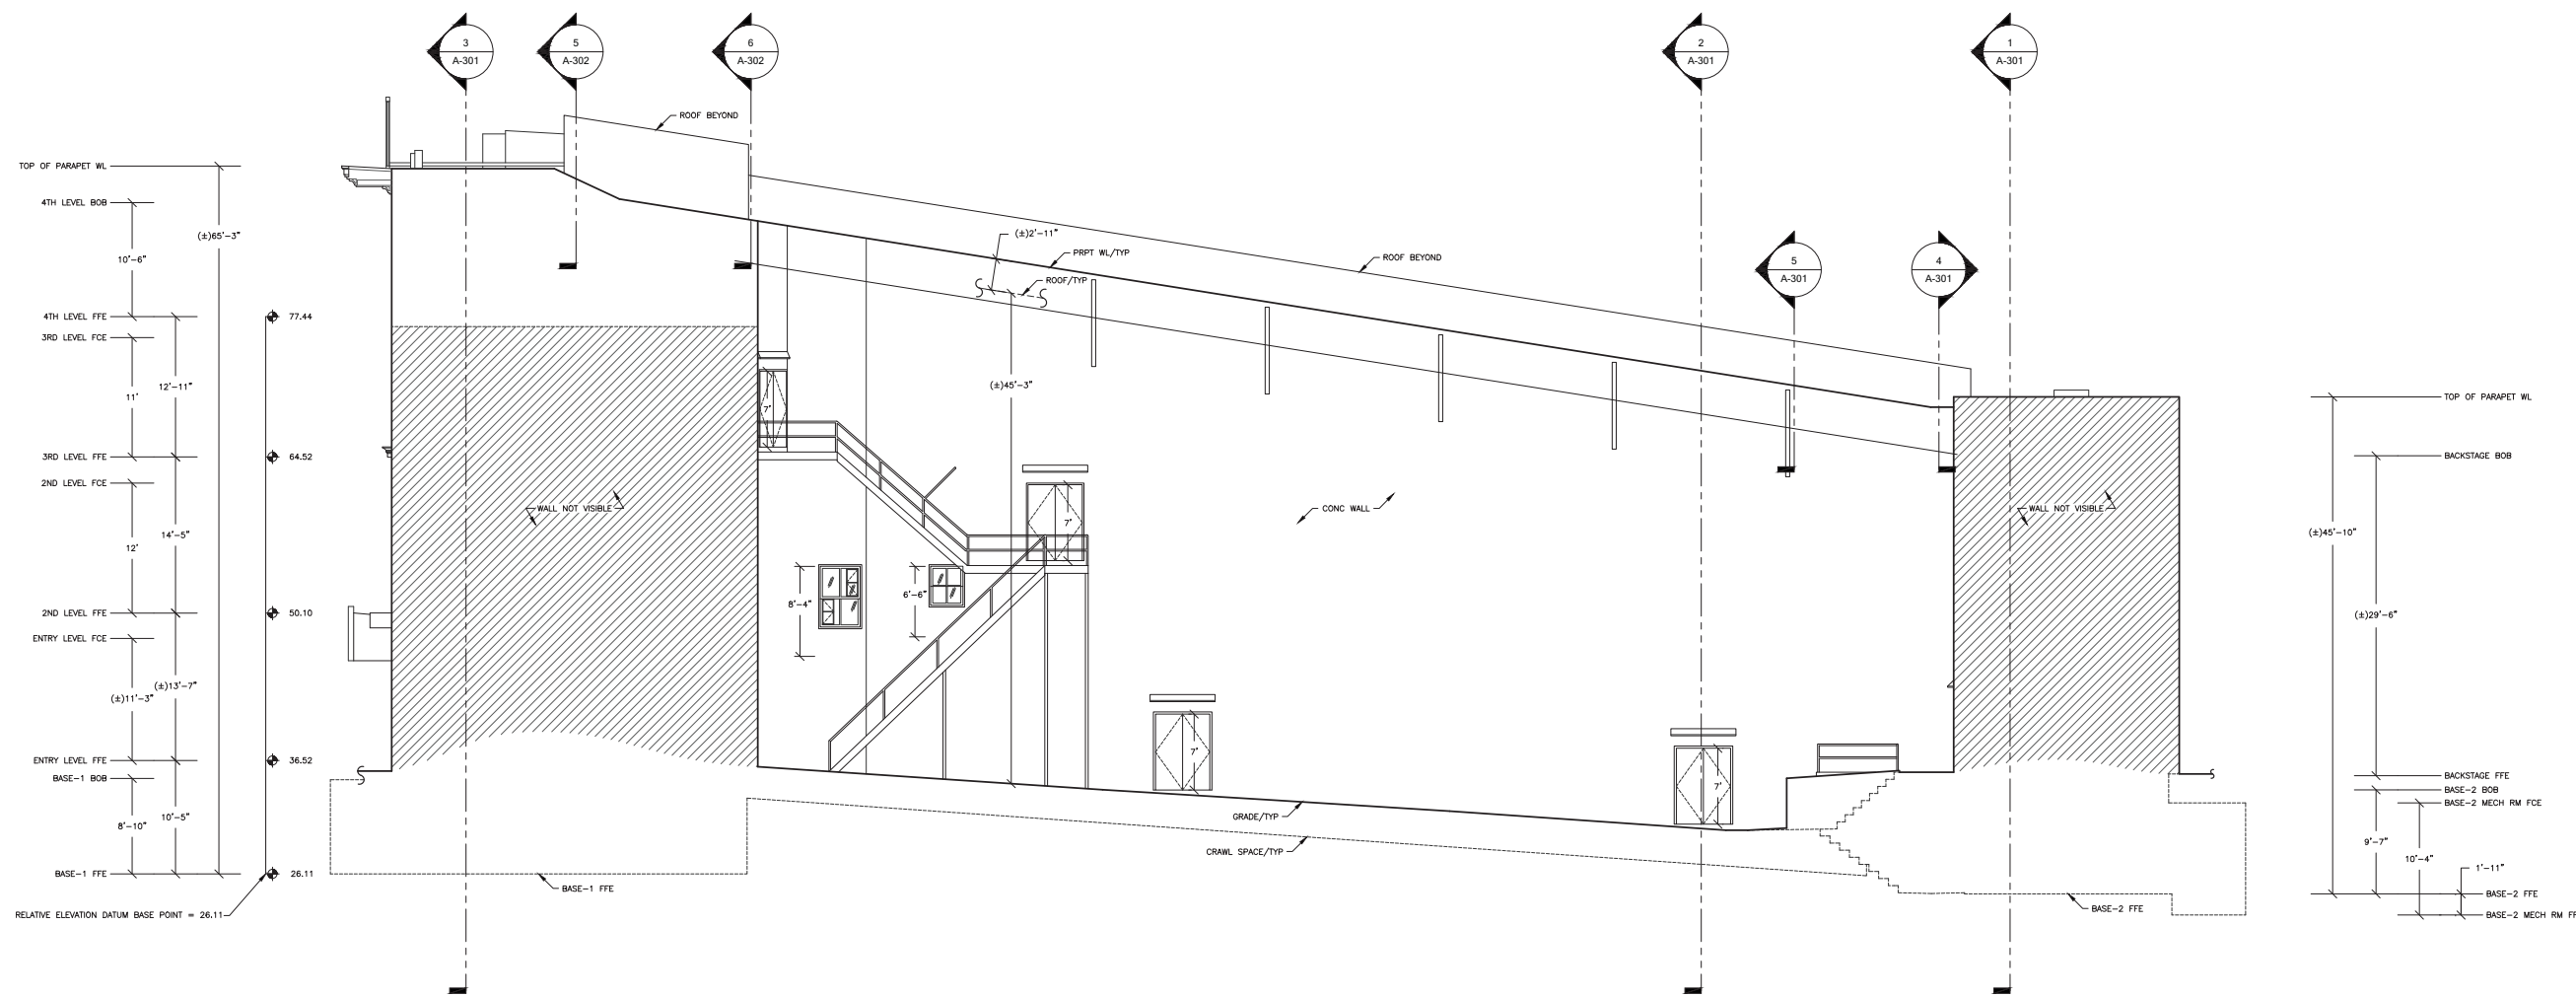 3
A-301
5
A-302
6
A-302
2
A-301
1
A-301
5
A-301
4
A-301
ROOF BEYOND
TOP OF PARAPET WL
4TH LEVEL BOB
(±)65'-3"
10'-6"
4TH LEVEL FFE
77.44
3RD LEVEL FCE
12'-11"
11'
3RD LEVEL FFE
64.52
2ND LEVEL FCE
14'-5"
12'
2ND LEVEL FFE
50.10
ENTRY LEVEL FCE
(±)13'-7"
(±)11'-3"
ENTRY LEVEL FFE
36.52
BASE-1 BOB
10'-5"
8'-10"
BASE-1 FFE
26.11
RELATIVE ELEVATION DATUM BASE POINT = 26.11
WALL NOT VISIBLE
BASE-1 FFE
(±)2'-11"
PRPT WL/TYP
ROOF/TYP
ROOF BEYOND
(±)45'-3"
7'
7'
8'-4"
6'-6"
CONC WALL
7'
7'
GRADE/TYP
CRAWL SPACE/TYP
WALL NOT VISIBLE
BASE-2 FFE
TOP OF PARAPET WL
BACKSTAGE BOB
(±)45'-10"
(±)29'-6"
BACKSTAGE FFE
BASE-2 BOB
BASE-2 MECH RM FCE
9'-7"
10'-4"
1'-11"
BASE-2 FFE
BASE-2 MECH RM